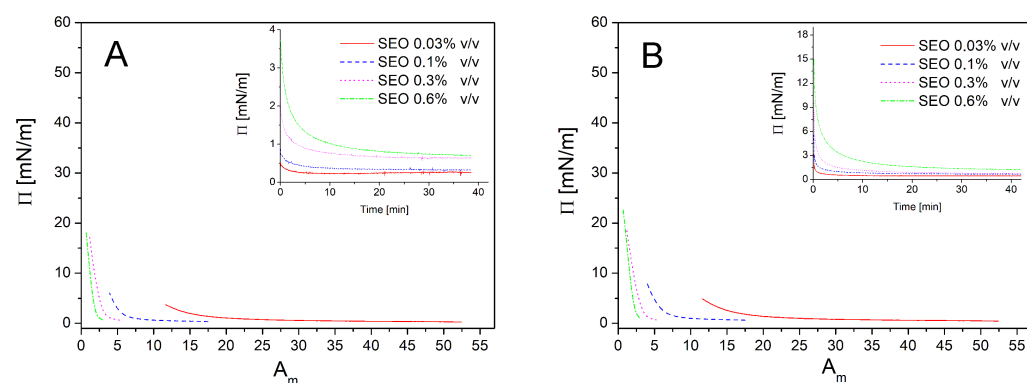 A
Π [mN/m]
60
50
40
30
20
10
0
0 5 10 15 20 25 30 35 40 45 50 55
Am
SEO 0.03% v/v
SEO 0.1% v/v
SEO 0.3% v/v
SEO 0.6% v/v
Π [mN/m]
4
3
2
1
0
0 10 20 30 40
Time [min]
B
Π [mN/m]
60
50
40
30
20
10
0
0 5 10 15 20 25 30 35 40 45 50 55
Am
SEO 0.03% v/v
SEO 0.1% v/v
SEO 0.3% v/v
SEO 0.6% v/v
Π [mN/m]
18
15
12
9
6
3
0
0 10 20 30 40
Time [min]